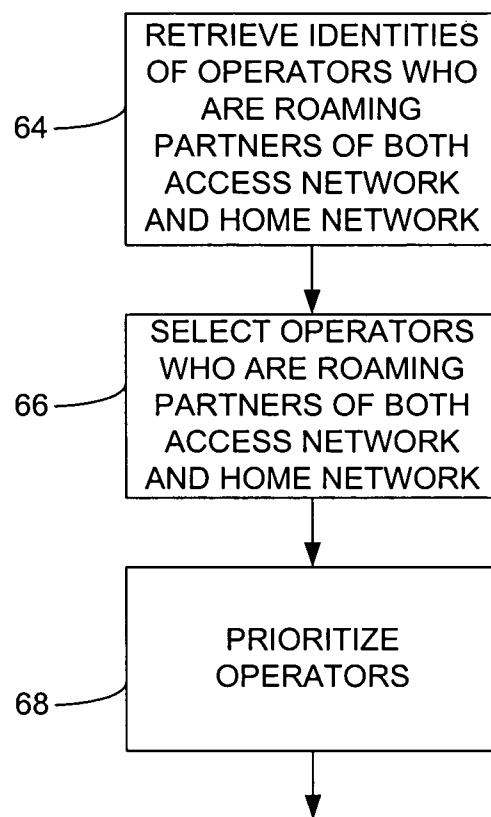 RETRIEVE IDENTITIES
OF OPERATORS WHO
ARE ROAMING
PARTNERS OF BOTH
ACCESS NETWORK
AND HOME NETWORK
64
SELECT OPERATORS
WHO ARE ROAMING
PARTNERS OF BOTH
ACCESS NETWORK
AND HOME NETWORK
66
PRIORITIZE
OPERATORS
68